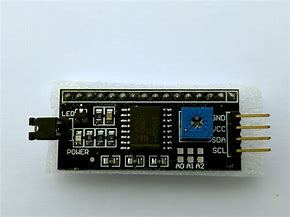 LED
GND
VCC
SDA
SCL
POWER
A0 A1 A2